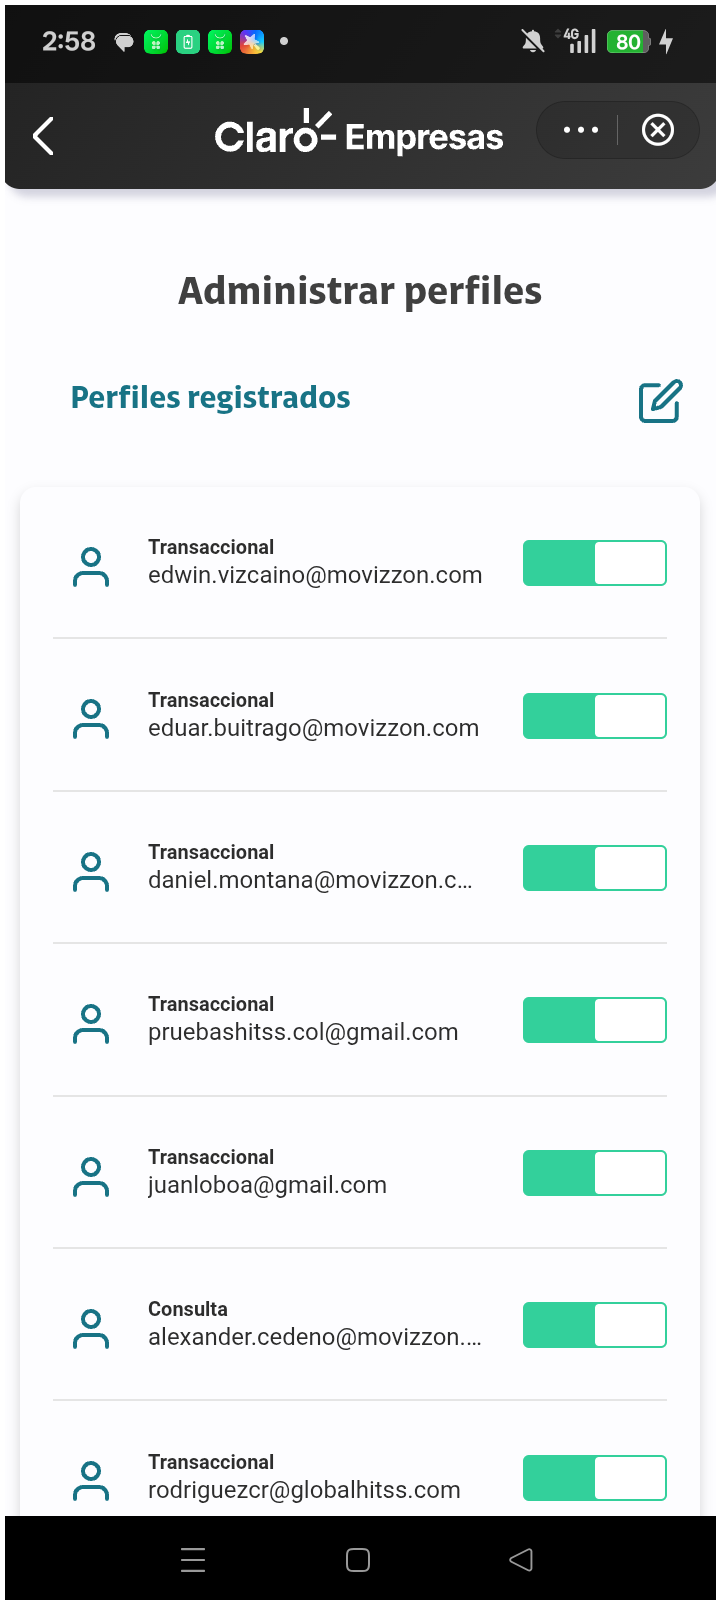 2:58
4G
80
Claro- Empresas
Administrar perfiles
Perfiles registrados
Transaccional
edwin.vizcaino@movizzon.com
Transaccional
eduar.buitrago@movizzon.com
Transaccional
daniel.montana@movizzon.c...
Transaccional
pruebashitss.col@gmail.com
Transaccional
juanloboa@gmail.com
Consulta
alexander.cedeno@movizzon....
Transaccional
rodriguezcr@globalhitss.com